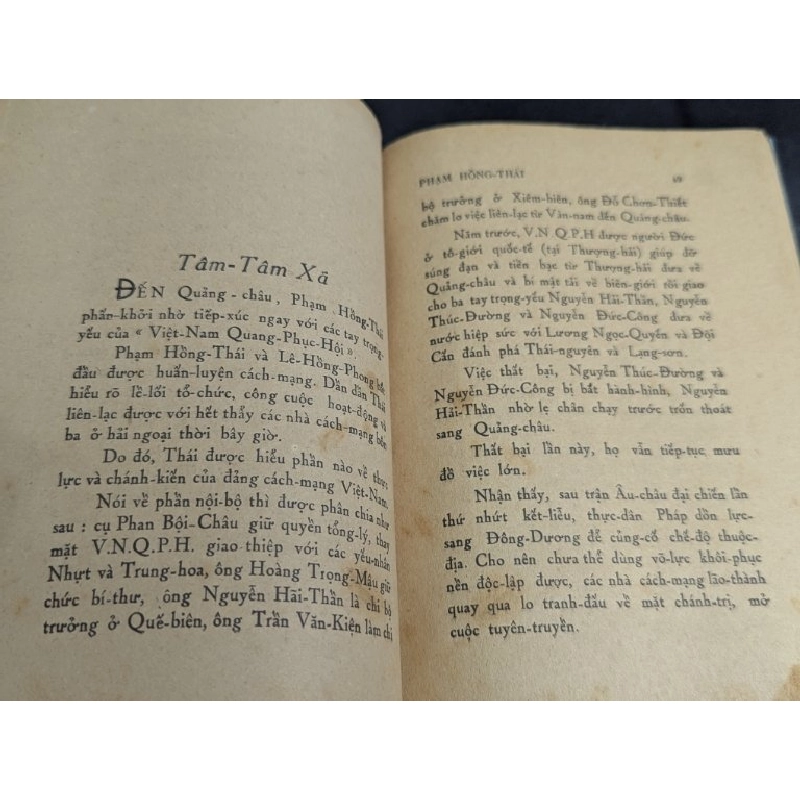 Tâm-Tâm Xã
ĐẾN Quảng-châu, Phạm Hồng-Thái
phấn-khởi nhờ tiếp-xúc ngay với các tay trọng-
yếu của « Việt-Nam Quang-Phục-Hội ».
Phạm Hồng-Thái và Lê-Hồng-Phong bắt
đầu được huấn-luyện cách-mạng. Dần dần Thái
hiểu rõ lề-lối tổ-chức, công cuộc hoạt-động và
liên-lạc được với hết thảy các nhà cách-mạng bôn
ba ở hải ngoại thời bây giờ.
Do đó, Thái được hiểu phần nào về thực
lực và chánh-kiến của đảng cách-mạng Việt-Nam.
Nói về phần nội-bộ thì được phân chia như
sau : cụ Phan Bội-Châu giữ quyền tổng-lý, thay
mặt V.N.Q.P.H. giao-thiệp với các yếu-nhân
Nhựt và Trung-hoa, ông Hoàng Trọng-Mậu giữ
chức bí-thư, ông Nguyễn Hải-Thần là chi bộ
trưởng ở Quế-biên, ông Trần Văn-Kiện làm chi
PHẠM HỒNG-THÁI 69
bộ trưởng ở Xiêm-biên, ông Đỗ Chơn-Thiết
chăm lo việc liên-lạc từ Vân-nam đến Quảng-châu.
Năm trước, V.N Q.P.H được người Đức
ở tô-giới quốc-tế (tại Thượng-hải) giúp đỡ
súng đạn và tiền bạc từ Thượng-hải đưa về
Quảng-châu và bí mật tải về biên-giới rồi giao
cho ba tay trọng-yếu Nguyễn Hải-Thần, Nguyễn
Thúc-Đường và Nguyễn Đức-Công đưa về
nước hiệp sức với Lương Ngọc-Quyến và Đội
Cấn đánh phá Thái-nguyên và Lạng-sơn.
Việc thất bại, Nguyễn Thúc-Đường và
Nguyễn Đức-Công bị bắt hành-hình, Nguyễn
Hải-Thần nhờ lẹ chân chạy trước trốn thoát
sang Quảng-châu.
Thất bại lần này, họ vẫn tiếp-tục mưu
đồ việc lớn.
Nhận thấy, sau trận Âu-châu đại chiến lần
thứ nhứt kết-liễu, thực-dân Pháp dồn lực-
sang Đông-Dương để củng-cố chế-độ thuộc-
địa. Cho nên chưa thể dùng võ-lực khôi-phục
nền độc-lập được, các nhà cách-mạng lão-thành
quay qua lo tranh-đấu về mặt chánh-trị, mở
cuộc tuyên-truyền.